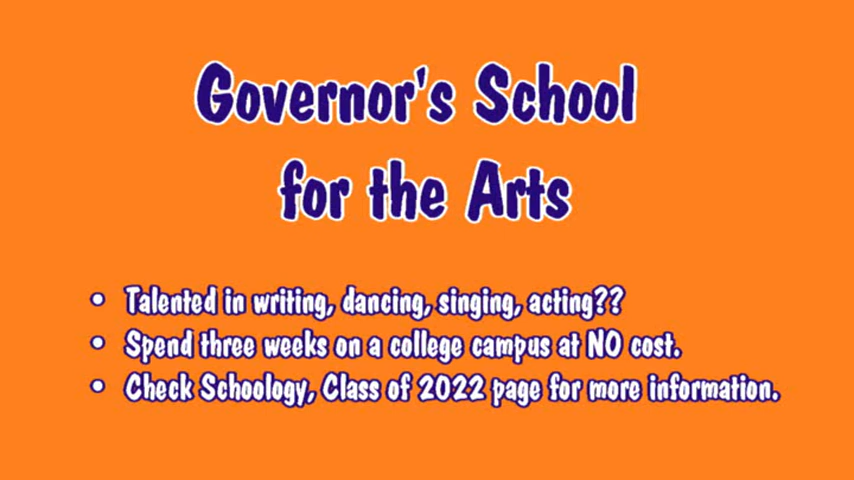 Governor's School
for the Arts
• Talented in writing, dancing, singing, acting??
• Spend three weeks on a college campus at NO cost.
• Check Schoology, Class of 2022 page for more information.